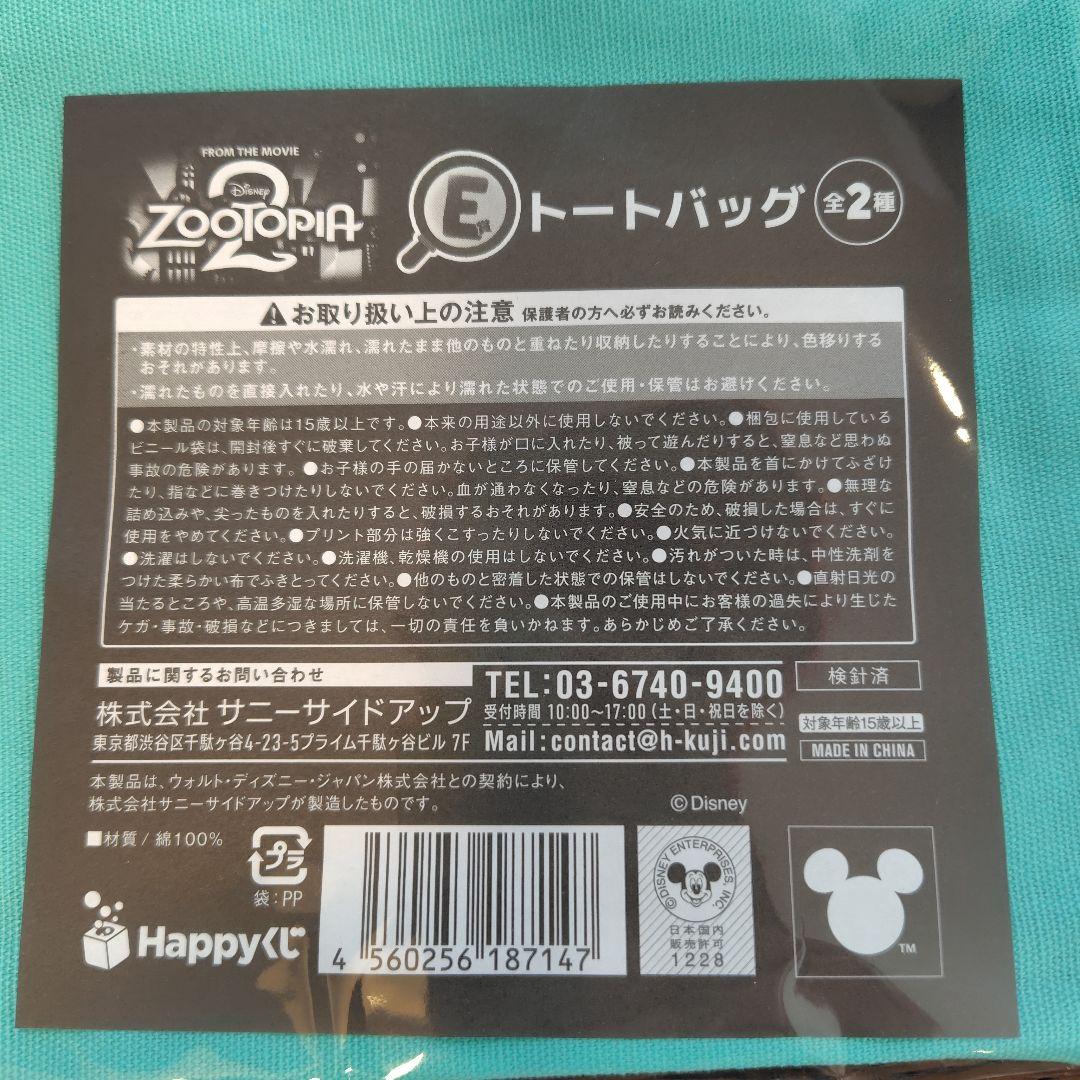 FROM THE MOVIE
Disney
ZOOTOPIA
2
E賞
トートバッグ
全2種
お取り扱い上の注意 保護者の方へ必ずお読みください。
・素材の特性上、摩擦や水濡れ、濡れたまま他のものと重ねたり収納したりすることにより、色移りする
おそれがあります。
・濡れたものを直接入れたり、水や汗により濡れた状態でのご使用・保管はお避けください。
●本製品の対象年齢は15歳以上です。●本来の用途以外に使用しないでください。●梱包に使用している
ビニール袋は、開封後すぐに破棄してください。お子様が口に入れたり、被って遊んだりすると、窒息など思わぬ
事故の危険があります。●お子様の手の届かないところに保管してください。●本製品を首にかけてふざけ
たり、指などに巻きつけたりしないでください。血が通わなくなったり、窒息などの危険があります。●無理な
詰め込みや、尖ったものを入れたりすると、破損するおそれがあります。●安全のため、破損した場合は、すぐに
使用をやめてください。●プリント部分は強くこすったりしないでください。●火気に近づけないでください。
●洗濯はしないでください。●洗濯機、乾燥機の使用はしないでください。●汚れがついた時は、中性洗剤を
つけた柔らかい布でふきとってください。●他のものと密着した状態での保管はしないでください。●直射日光の
当たるところや、高温多湿な場所に保管しないでください。●本製品のご使用中にお客様の過失により生じた
ケガ・事故・破損などにつきましては、一切の責任を負いかねます。あらかじめご了承ください。
製品に関するお問い合わせ
株式会社 サニーサイドアップ
東京都渋谷区千駄ヶ谷4-23-5プライム千駄ヶ谷ビル 7F
TEL:03-6740-9400
受付時間 10:00~17:00(土・日・祝日を除く)
Mail:contact@h-kuji.com
検針済
対象年齢15歳以上
MADE IN CHINA
本製品は、ウォルト・ディズニー・ジャパン株式会社との契約により、
株式会社サニーサイドアップが製造したものです。
©Disney
■材質 / 綿100%
プラ
袋:PP
Happyくじ
4 560256 187147
©DISNEY ENTERPRISES, INC.
日本国内
販売許可
1228
TM